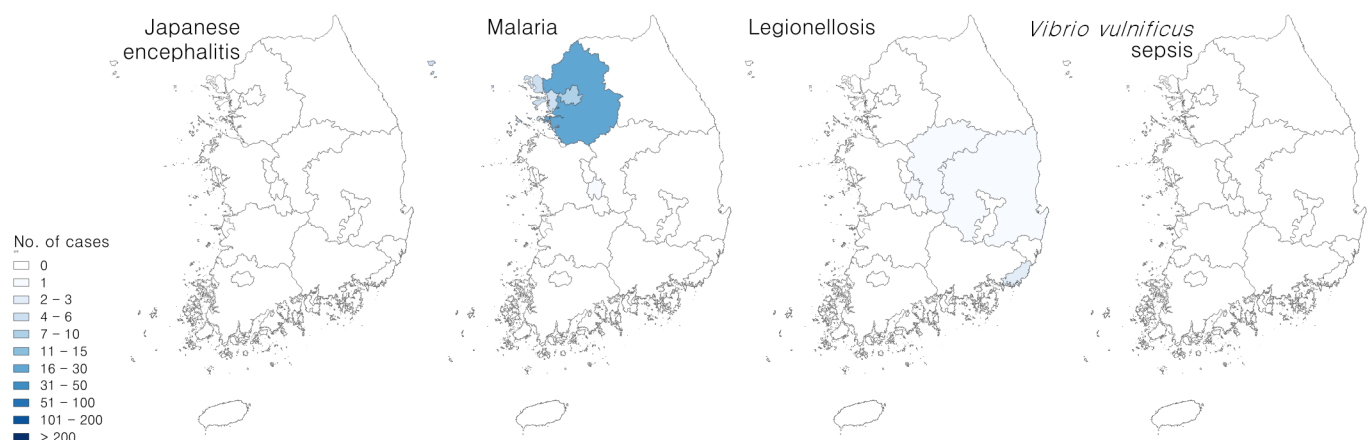 Japanese
encephalitis
Malaria
Legionellosis
Vibrio vulnificus
sepsis
No. of cases
0
1
2 – 3
4 – 6
7 – 10
11 – 15
16 – 30
31 – 50
51 – 100
101 – 200
> 200